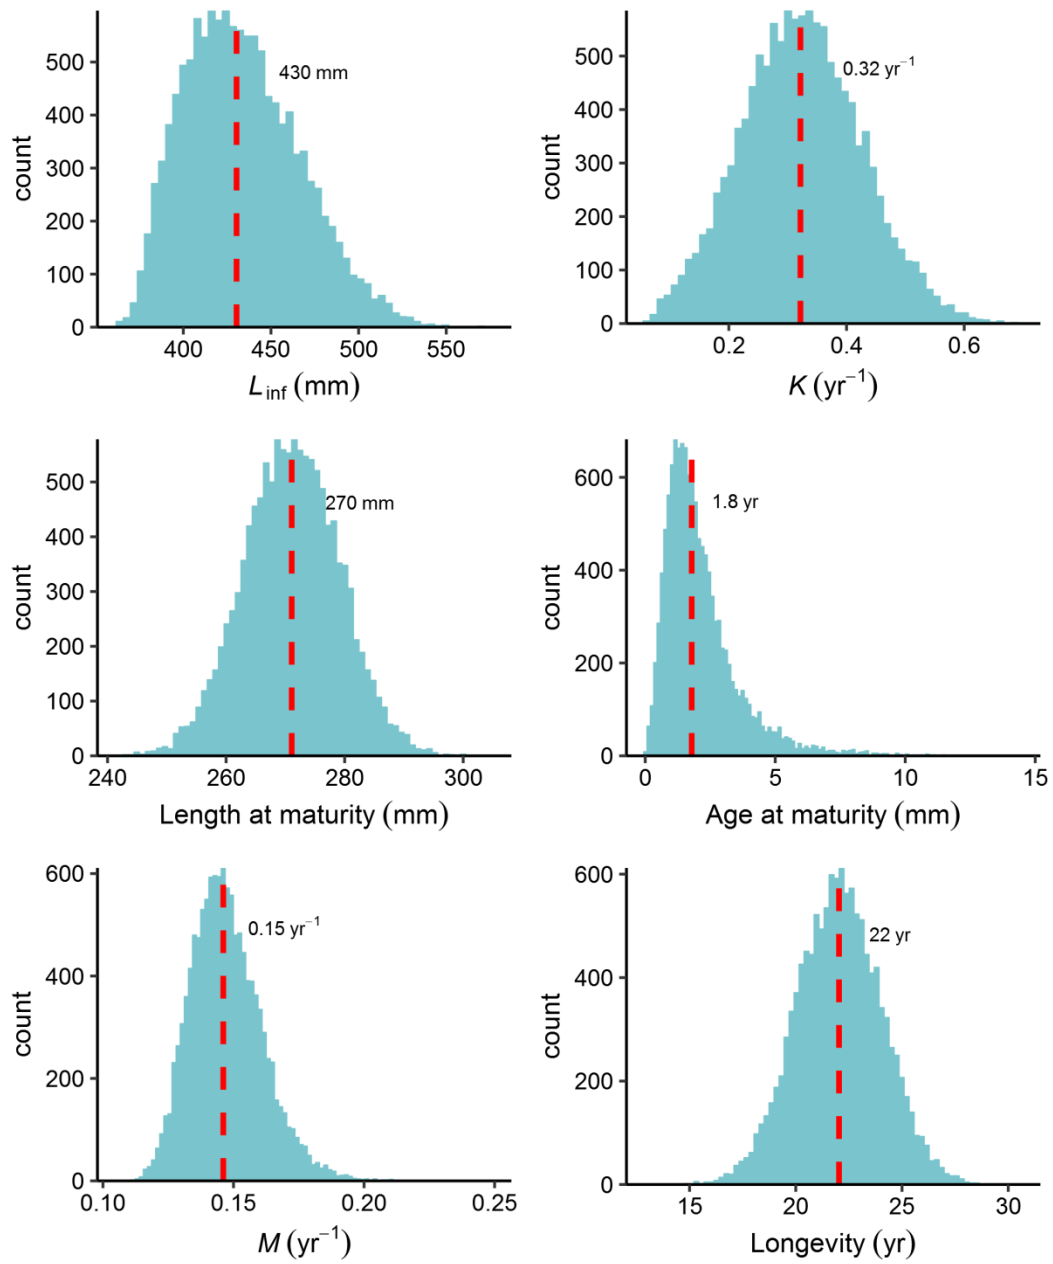 500
400
300
200
100
0
count
430 mm
400 450 500 550
L inf (mm)
500
400
300
200
100
0
count
0.32 yr⁻¹
0.2 0.4 0.6
K (yr⁻¹)
500
400
300
200
100
0
count
270 mm
240 260 280 300
Length at maturity (mm)
600
400
200
0
count
1.8 yr
0 5 10 15
Age at maturity (mm)
600
400
200
0
count
0.15 yr⁻¹
0.10 0.15 0.20 0.25
M (yr⁻¹)
600
400
200
0
count
22 yr
15 20 25 30
Longevity (yr)